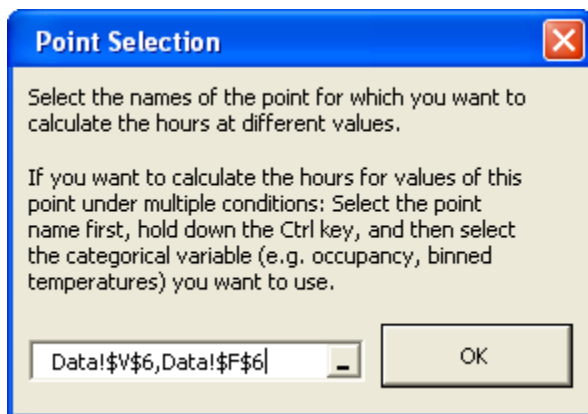 Point Selection
Select the names of the point for which you want to
calculate the hours at different values.
If you want to calculate the hours for values of this
point under multiple conditions: Select the point
name first, hold down the Ctrl key, and then select
the categorical variable (e.g. occupancy, binned
temperatures) you want to use.
Data!$V$6,Data!$F$6
OK